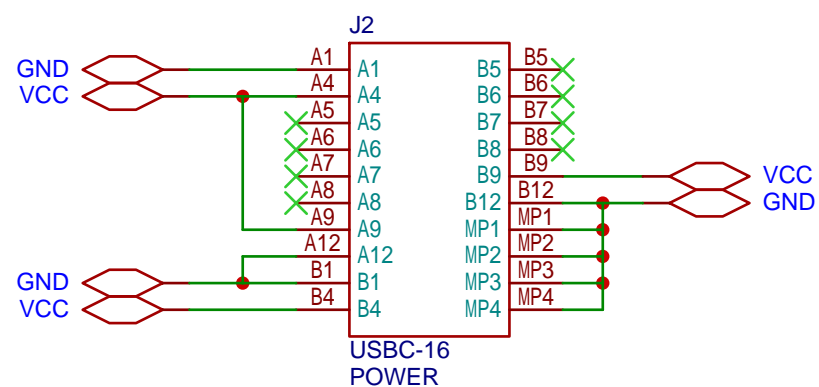 J2
GND A1 A1 B5 B5
VCC A4 A4 B6 B6
A5 A5 B7 B7
A6 A6 B8 B8
A7 A7 B9 B9 VCC
A8 A8 B12 B12 GND
A9 A9 MP1 MP1
A12 A12 MP2 MP2
GND B1 B1 MP3 MP3
VCC B4 B4 MP4 MP4
USBC-16
POWER